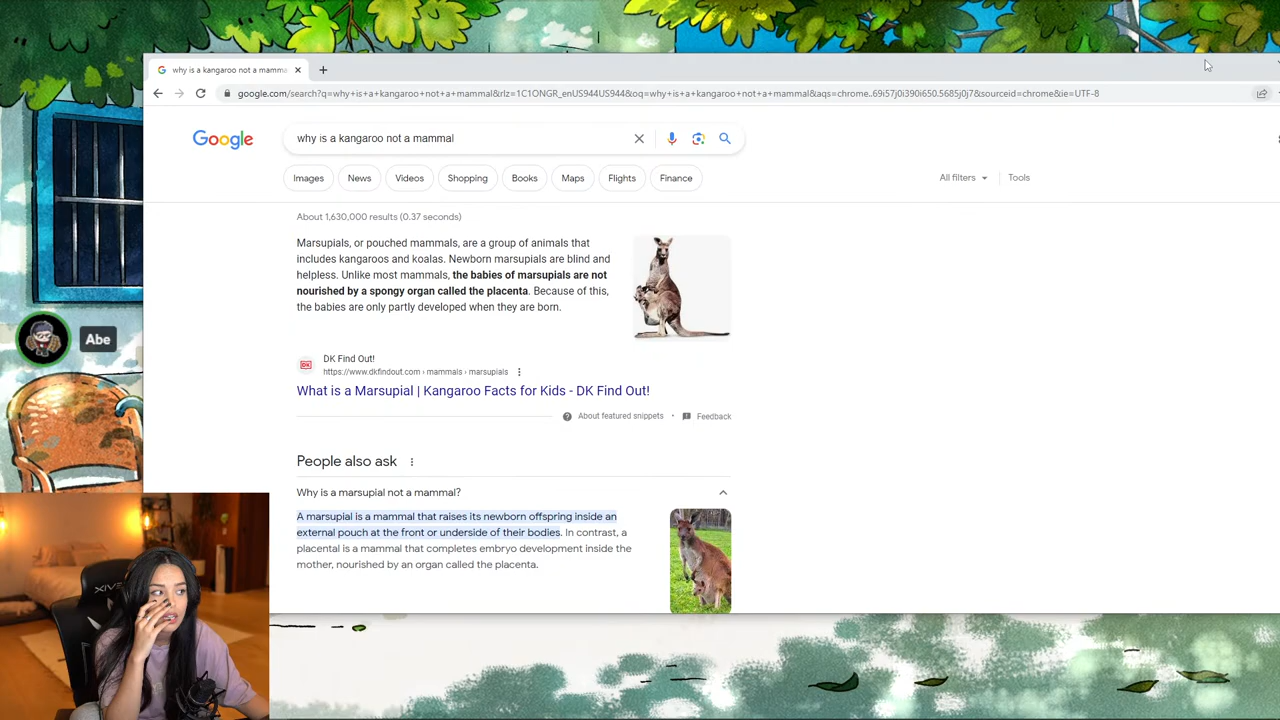 why is a kangaroo not a mamma
google.com/search?q=why+is+a+kangaroo+not+a+mammal&rlz=1C1ONGR_enUS944US944&oq=why+is+a+kangaroo+not+a+mammal&aqs=chrome..69i57j0i390i650.5685j0j7&sourceid=chrome&ie=UTF-8
Google
why is a kangaroo not a mammal
Images
News
Videos
Shopping
Books
Maps
Flights
Finance
All filters
Tools
About 1,630,000 results (0.37 seconds)
Marsupials, or pouched mammals, are a group of animals that
includes kangaroos and koalas. Newborn marsupials are blind and
helpless. Unlike most mammals, the babies of marsupials are not
nourished by a spongy organ called the placenta. Because of this,
the babies are only partly developed when they are born.
Abe
DK
DK Find Out!
https://www.dkfindout.com › mammals › marsupials
What is a Marsupial | Kangaroo Facts for Kids - DK Find Out!
About featured snippets • Feedback
People also ask
Why is a marsupial not a mammal?
A marsupial is a mammal that raises its newborn offspring inside an
external pouch at the front or underside of their bodies. In contrast, a
placental is a mammal that completes embryo development inside the
mother, nourished by an organ called the placenta.